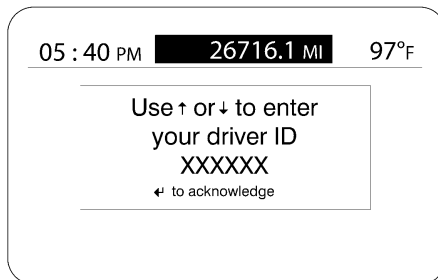 05 : 40 PM 26716.1 MI 97°F
Use ↑ or ↓ to enter
your driver ID
XXXXXX
↵ to acknowledge